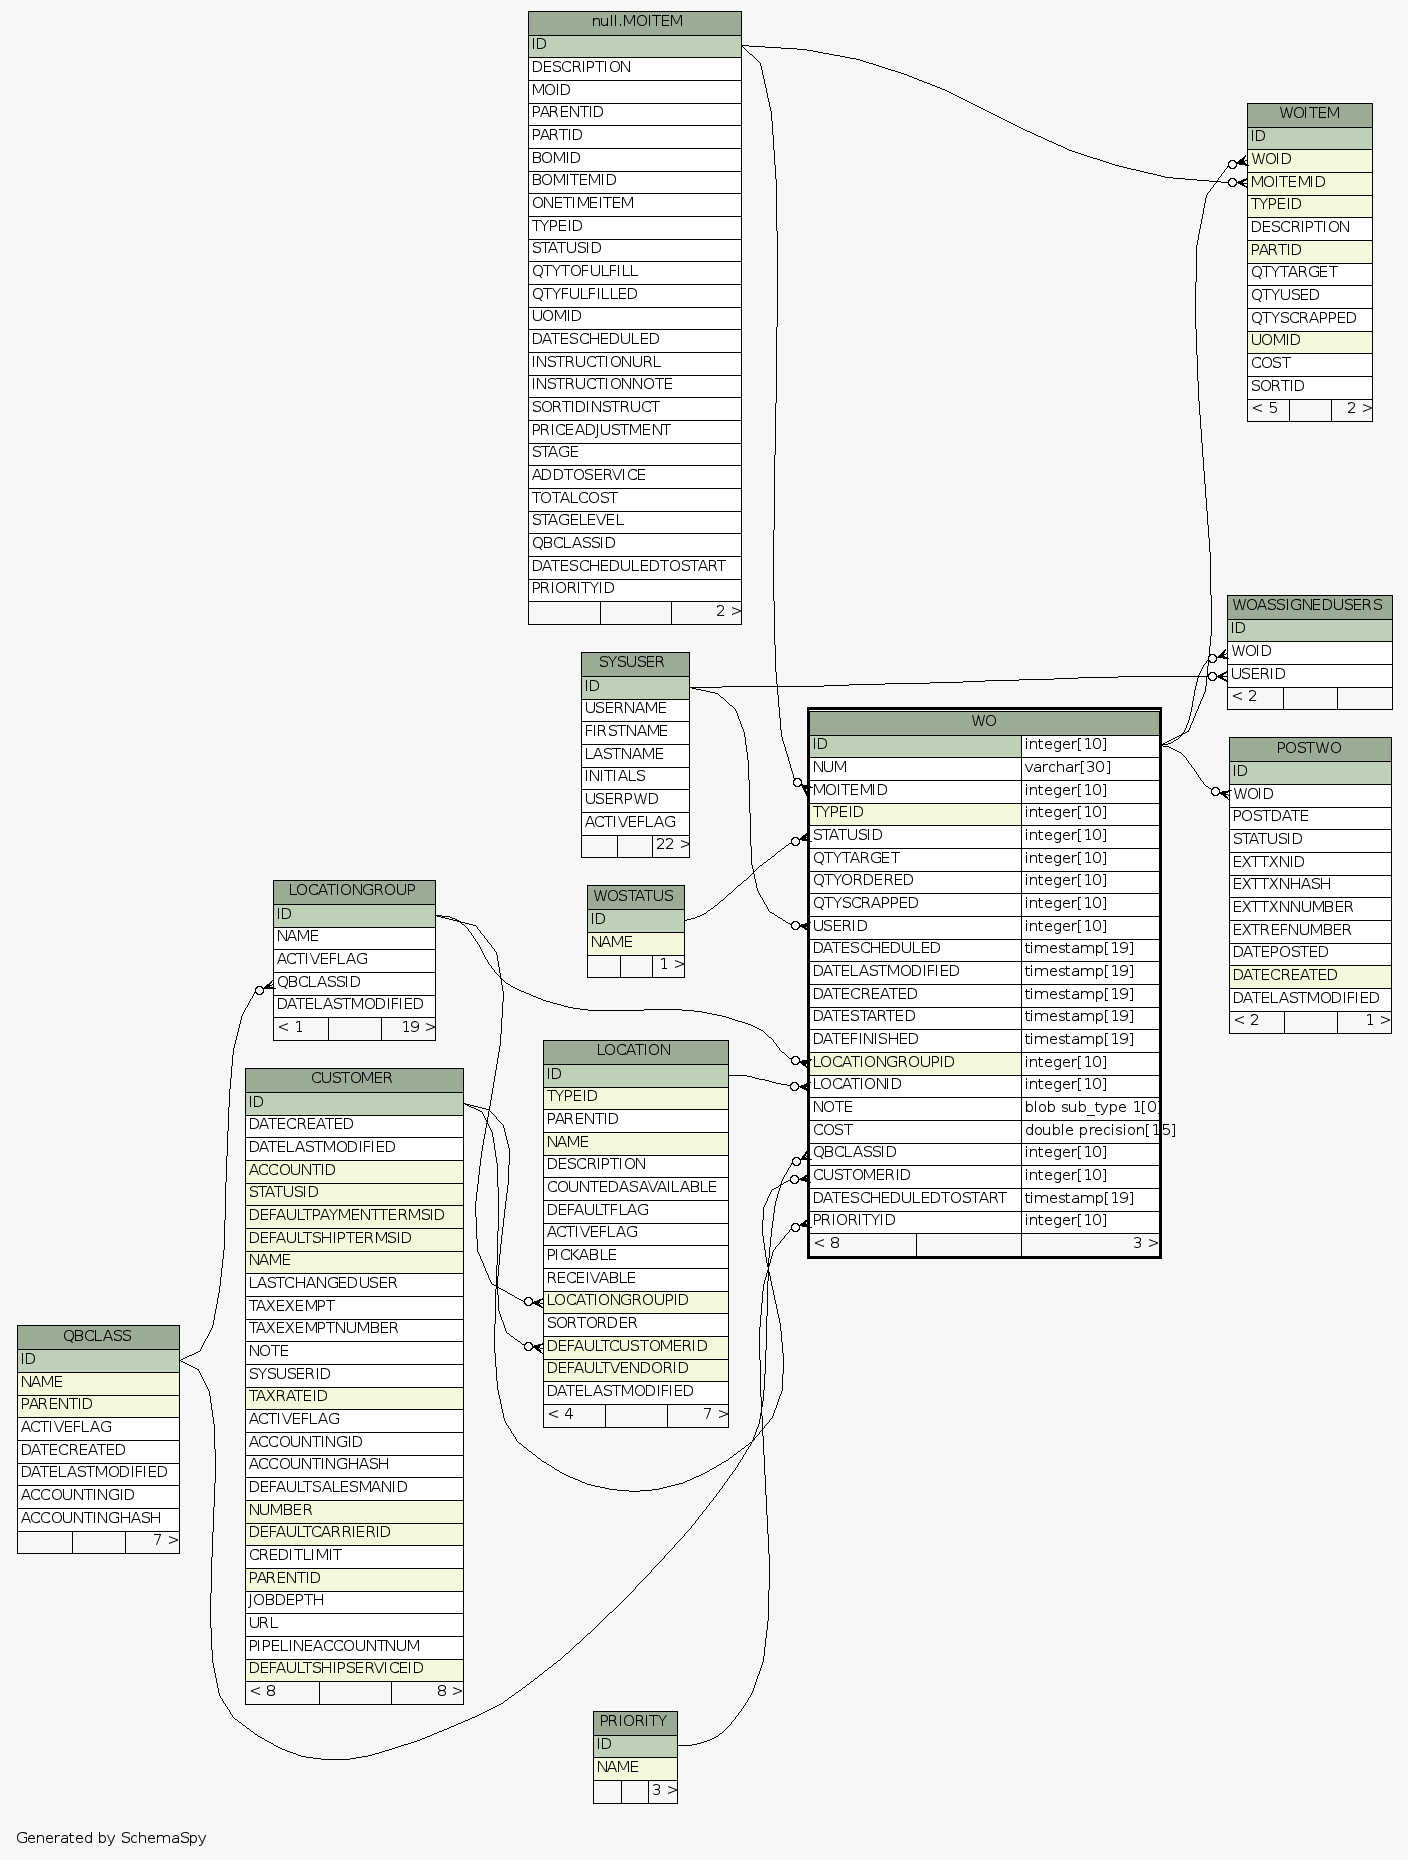 null.MOITEM
ID
DESCRIPTION
MOID
PARENTID
PARTID
BOMID
BOMITEMID
ONETIMEITEM
TYPEID
STATUSID
QTYTOFULFILL
QTYFULFILLED
UOMID
DATESCHEDULED
INSTRUCTIONURL
INSTRUCTIONNOTE
SORTIDINSTRUCT
PRICEADJUSTMENT
STAGE
ADDTOSERVICE
TOTALCOST
STAGELEVEL
QBCLASSID
DATESCHEDULEDTOSTART
PRIORITYID
2 >
WOITEM
ID
WOID
MOITEMID
TYPEID
DESCRIPTION
PARTID
QTYTARGET
QTYUSED
QTYSCRAPPED
UOMID
COST
SORTID
< 5 2 >
WOASSIGNEDUSERS
ID
WOID
USERID
< 2
SYSUSER
ID
USERNAME
FIRSTNAME
LASTNAME
INITIALS
USERPWD
ACTIVEFLAG
22 >
WO
ID integer[10]
NUM varchar[30]
MOITEMID integer[10]
TYPEID integer[10]
STATUSID integer[10]
QTYTARGET integer[10]
QTYORDERED integer[10]
QTYSCRAPPED integer[10]
USERID integer[10]
DATESCHEDULED timestamp[19]
DATELASTMODIFIED timestamp[19]
DATECREATED timestamp[19]
DATESTARTED timestamp[19]
DATEFINISHED timestamp[19]
LOCATIONGROUPID integer[10]
LOCATIONID integer[10]
NOTE blob sub_type 1[0]
COST double precision[15]
QBCLASSID integer[10]
CUSTOMERID integer[10]
DATESCHEDULEDTOSTART timestamp[19]
PRIORITYID integer[10]
< 8 3 >
POSTWO
ID
WOID
POSTDATE
STATUSID
EXTTXNID
EXTTXNHASH
EXTTXNNUMBER
EXTREFNUMBER
DATEPOSTED
DATECREATED
DATELASTMODIFIED
< 2 1 >
WOSTATUS
ID
NAME
1 >
LOCATIONGROUP
ID
NAME
ACTIVEFLAG
QBCLASSID
DATELASTMODIFIED
< 1 19 >
LOCATION
ID
TYPEID
PARENTID
NAME
DESCRIPTION
COUNTEDASAVAILABLE
DEFAULTFLAG
ACTIVEFLAG
PICKABLE
RECEIVABLE
LOCATIONGROUPID
SORTORDER
DEFAULTCUSTOMERID
DEFAULTVENDORID
DATELASTMODIFIED
< 4 7 >
CUSTOMER
ID
DATECREATED
DATELASTMODIFIED
ACCOUNTID
STATUSID
DEFAULTPAYMENTTERMSID
DEFAULTSHIPTERMSID
NAME
LASTCHANGEDUSER
TAXEXEMPT
TAXEXEMPTNUMBER
NOTE
SYSUSERID
TAXRATEID
ACTIVEFLAG
ACCOUNTINGID
ACCOUNTINGHASH
DEFAULTSALESMANID
NUMBER
DEFAULTCARRIERID
CREDITLIMIT
PARENTID
JOBDEPTH
URL
PIPELINEACCOUNTNUM
DEFAULTSHIPSERVICEID
< 8 8 >
QBCLASS
ID
NAME
PARENTID
ACTIVEFLAG
DATECREATED
DATELASTMODIFIED
ACCOUNTINGID
ACCOUNTINGHASH
7 >
PRIORITY
ID
NAME
3 >
Generated by SchemaSpy